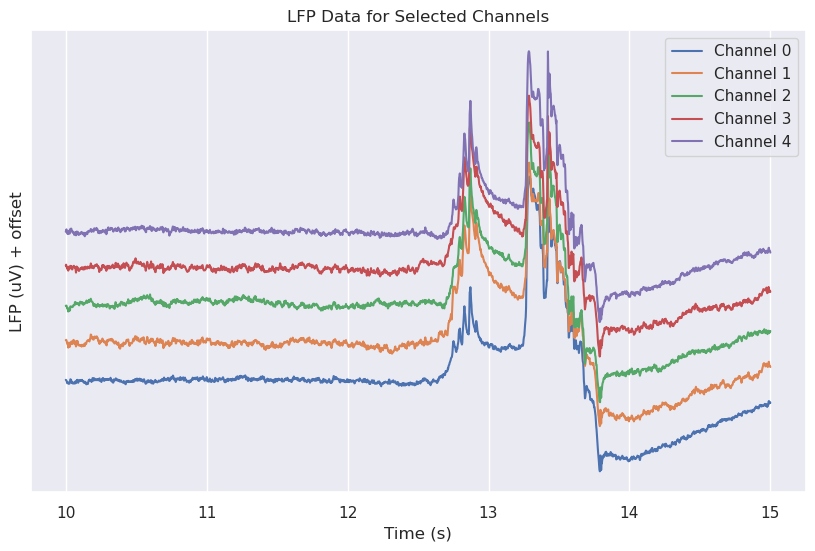 LFP Data for Selected Channels
Channel 0
Channel 1
Channel 2
Channel 3
Channel 4
LFP (uV) + offset
10 11 12 13 14 15
Time (s)